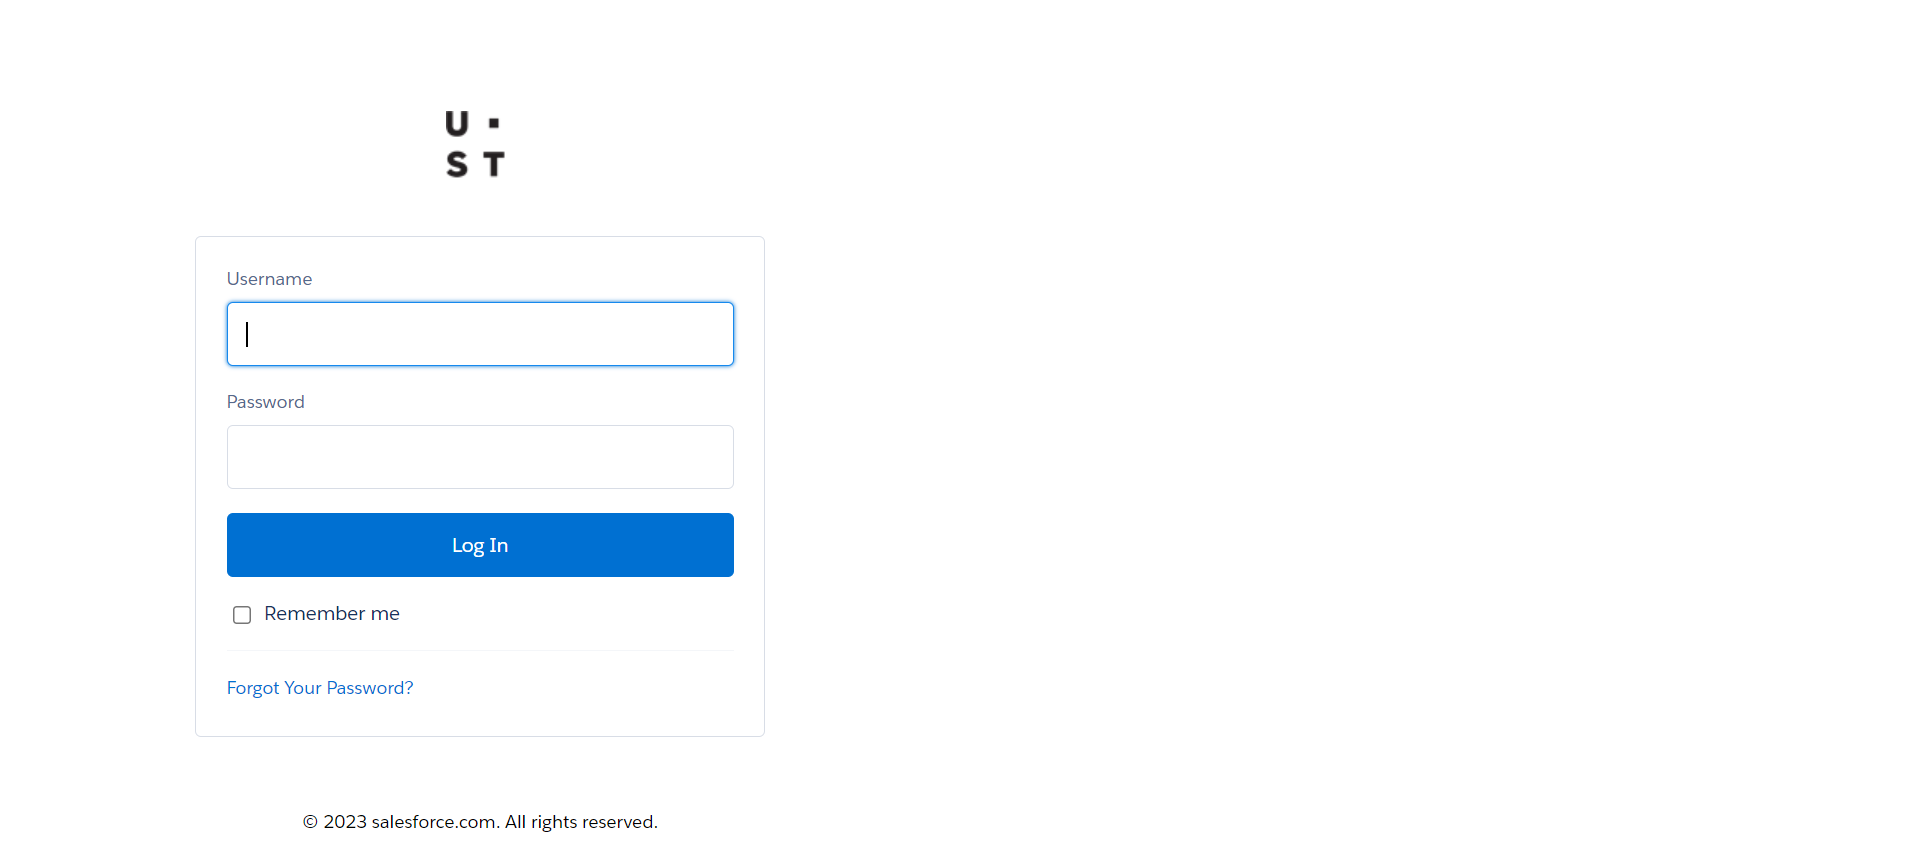 U ·
S T
Username
Password
Log In
Remember me
Forgot Your Password?
© 2023 salesforce.com. All rights reserved.